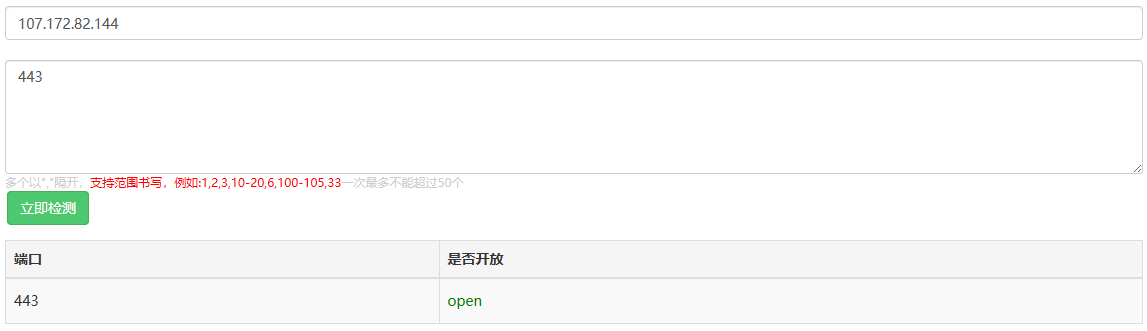 107.172.82.144
443
多个以","隔开，支持范围书写，例如:1,2,3,10-20,6,100-105,33一次最多不能超过50个
立即检测
端口 是否开放
443 open